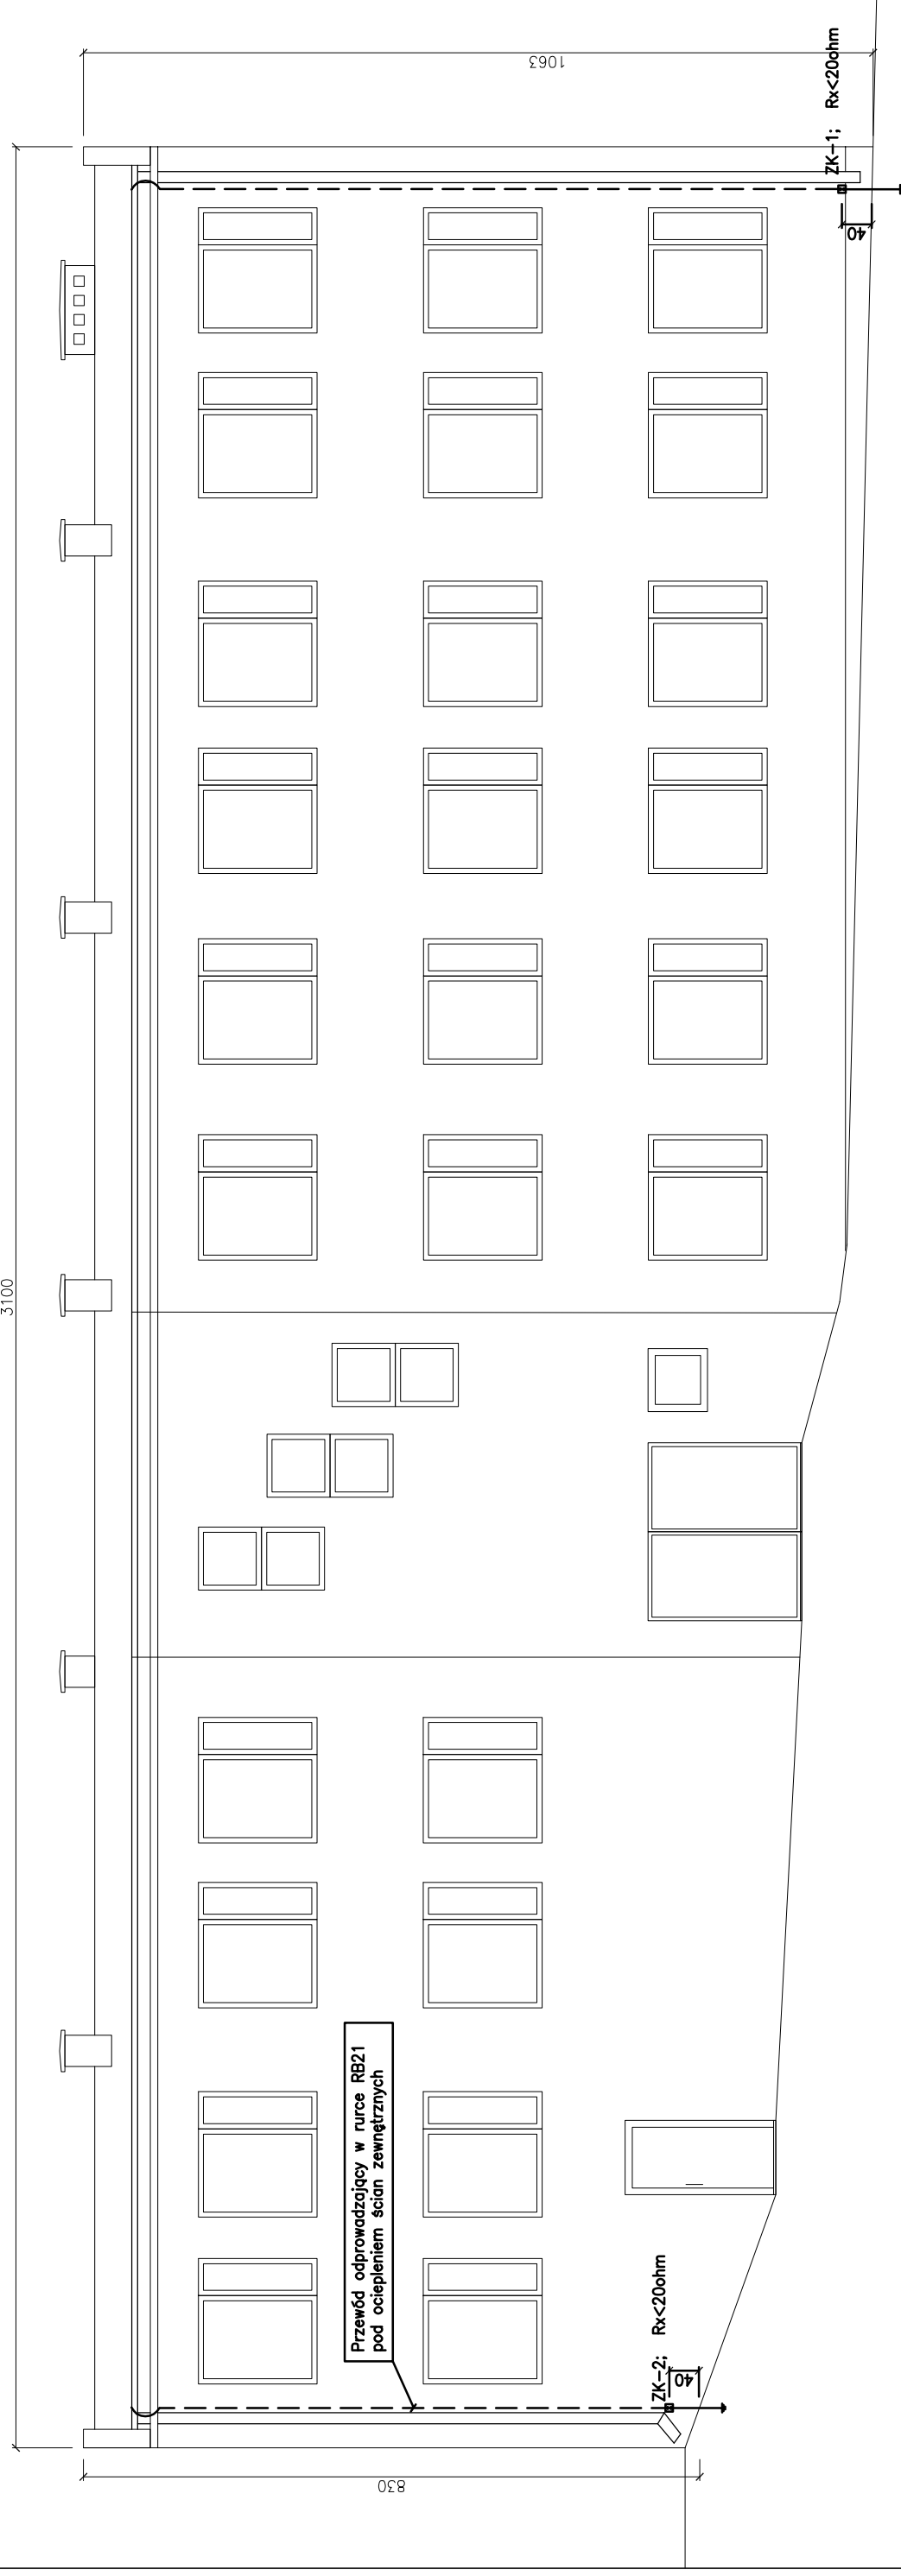 3100
1063
ZK-1; Rx<20ohm
40
Przewód odprowadzający w rurce RB21
pod ociepleniem ścian zewnętrznych
ZK-2; Rx<20ohm
40
830